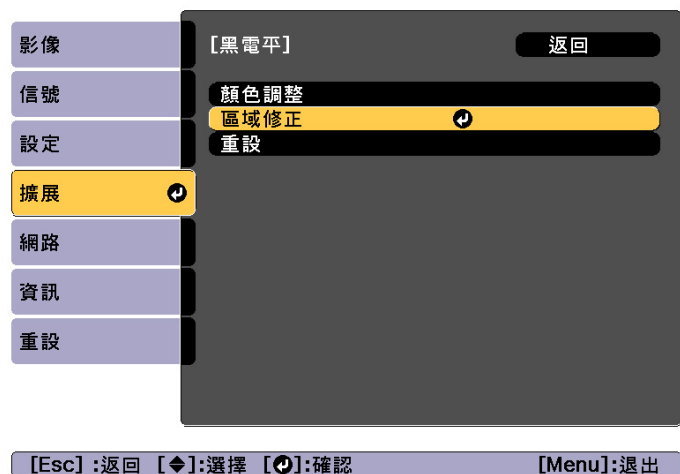 影像
信號
設定
擴展
網路
資訊
重設
[黑電平]
返回
顏色調整
區域修正
重設
[Esc] :返回 [◆]:選擇 [↵]:確認 [Menu]:退出